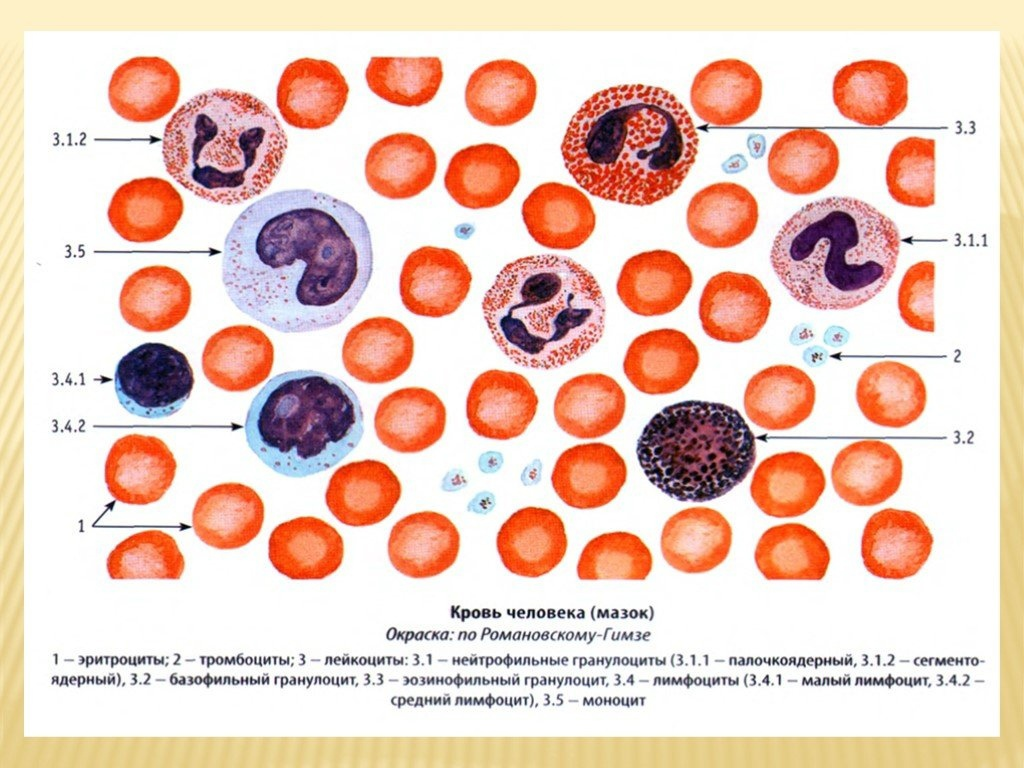 3.1.2
3.3
3.5
3.1.1
3.4.1
2
3.4.2
3.2
1
Кровь человека (мазок)
Окраска: по Романовскому-Гимзе
1 – эритроциты; 2 – тромбоциты; 3 – лейкоциты: 3.1 – нейтрофильные гранулоциты (3.1.1 – палочкоядерный, 3.1.2 – сегменто-
ядерный), 3.2 – базофильный гранулоцит, 3.3 – эозинофильный гранулоцит, 3.4 – лимфоциты (3.4.1 – малый лимфоцит, 3.4.2 –
средний лимфоцит), 3.5 – моноцит